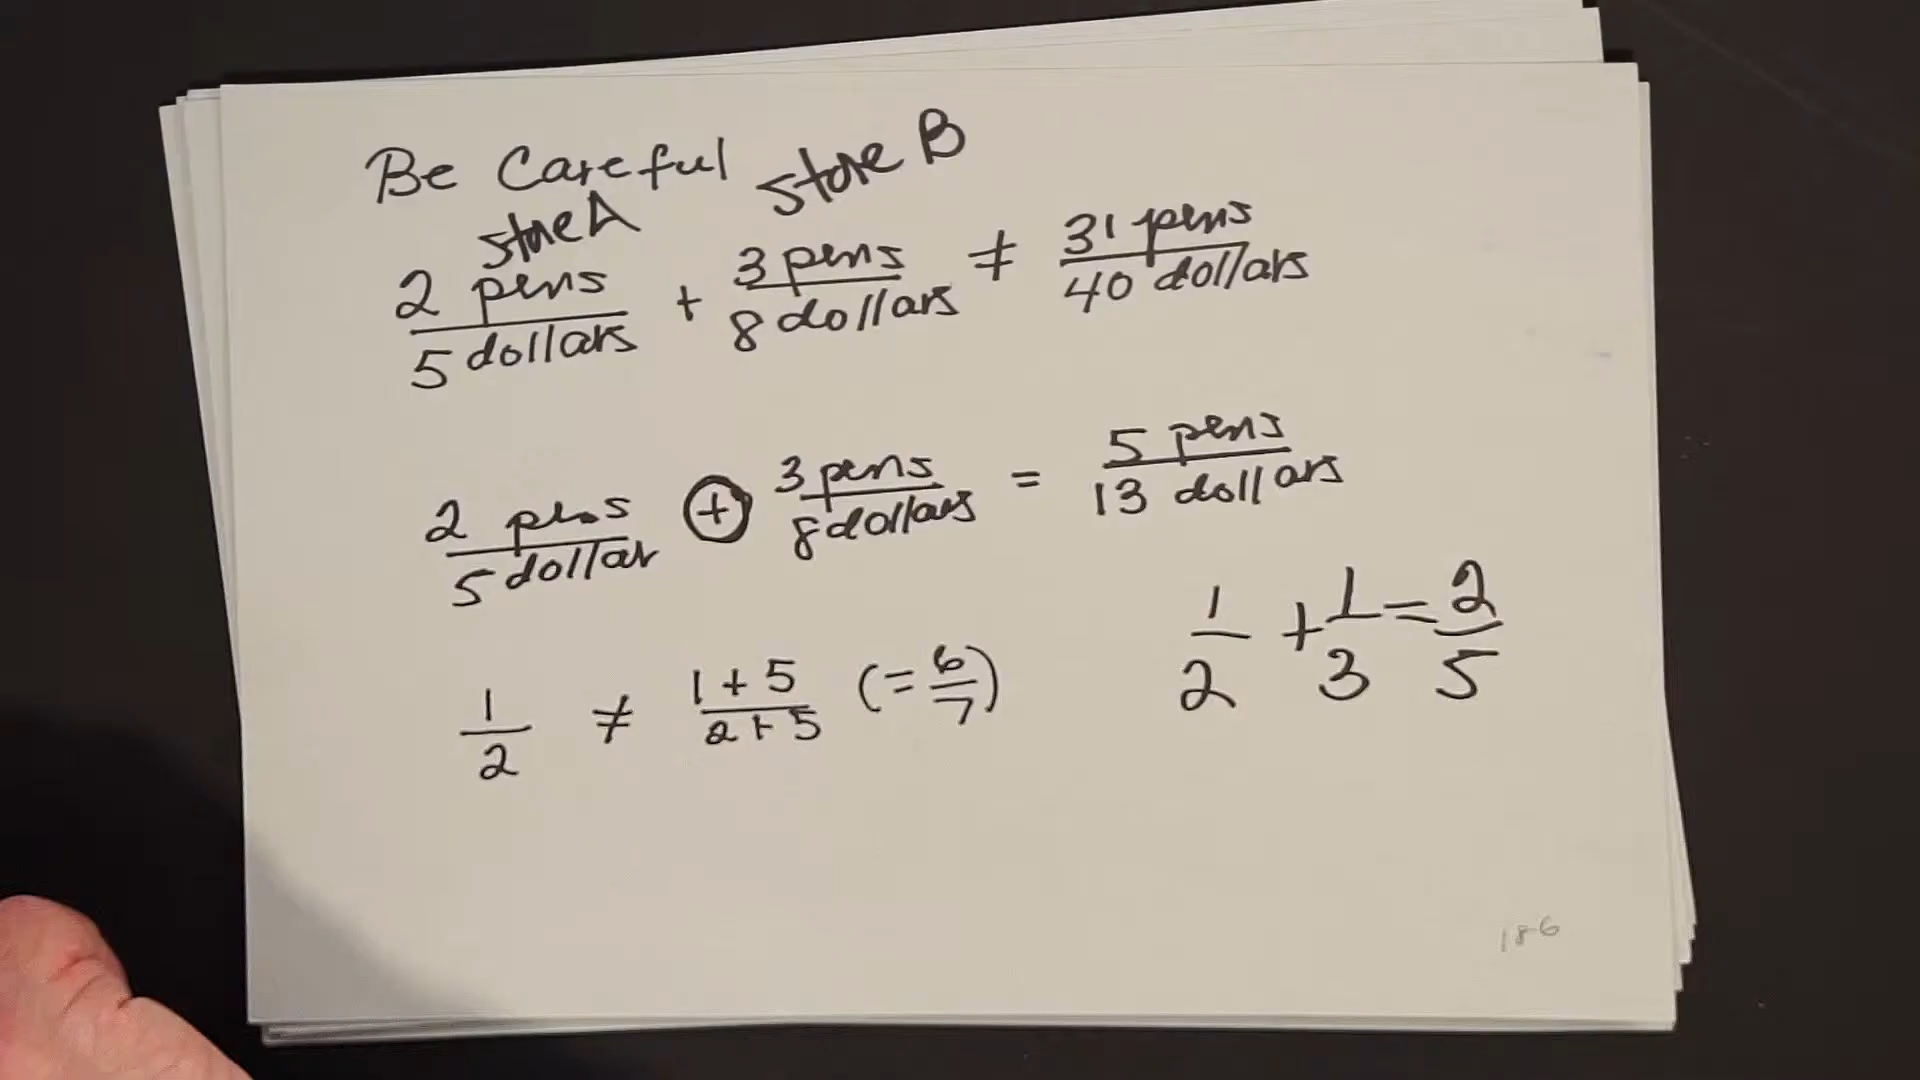 Be Careful
Store A Store B
2 pens / 5 dollars + 3 pens / 8 dollars ≠ 31 pens / 40 dollars
2 pens / 5 dollar ⊕ 3 pens / 8 dollars = 5 pens / 13 dollars
1/2 ≠ (1+5)/(2+5) (= 6/7)
1/2 + 1/3 = 2/5
186